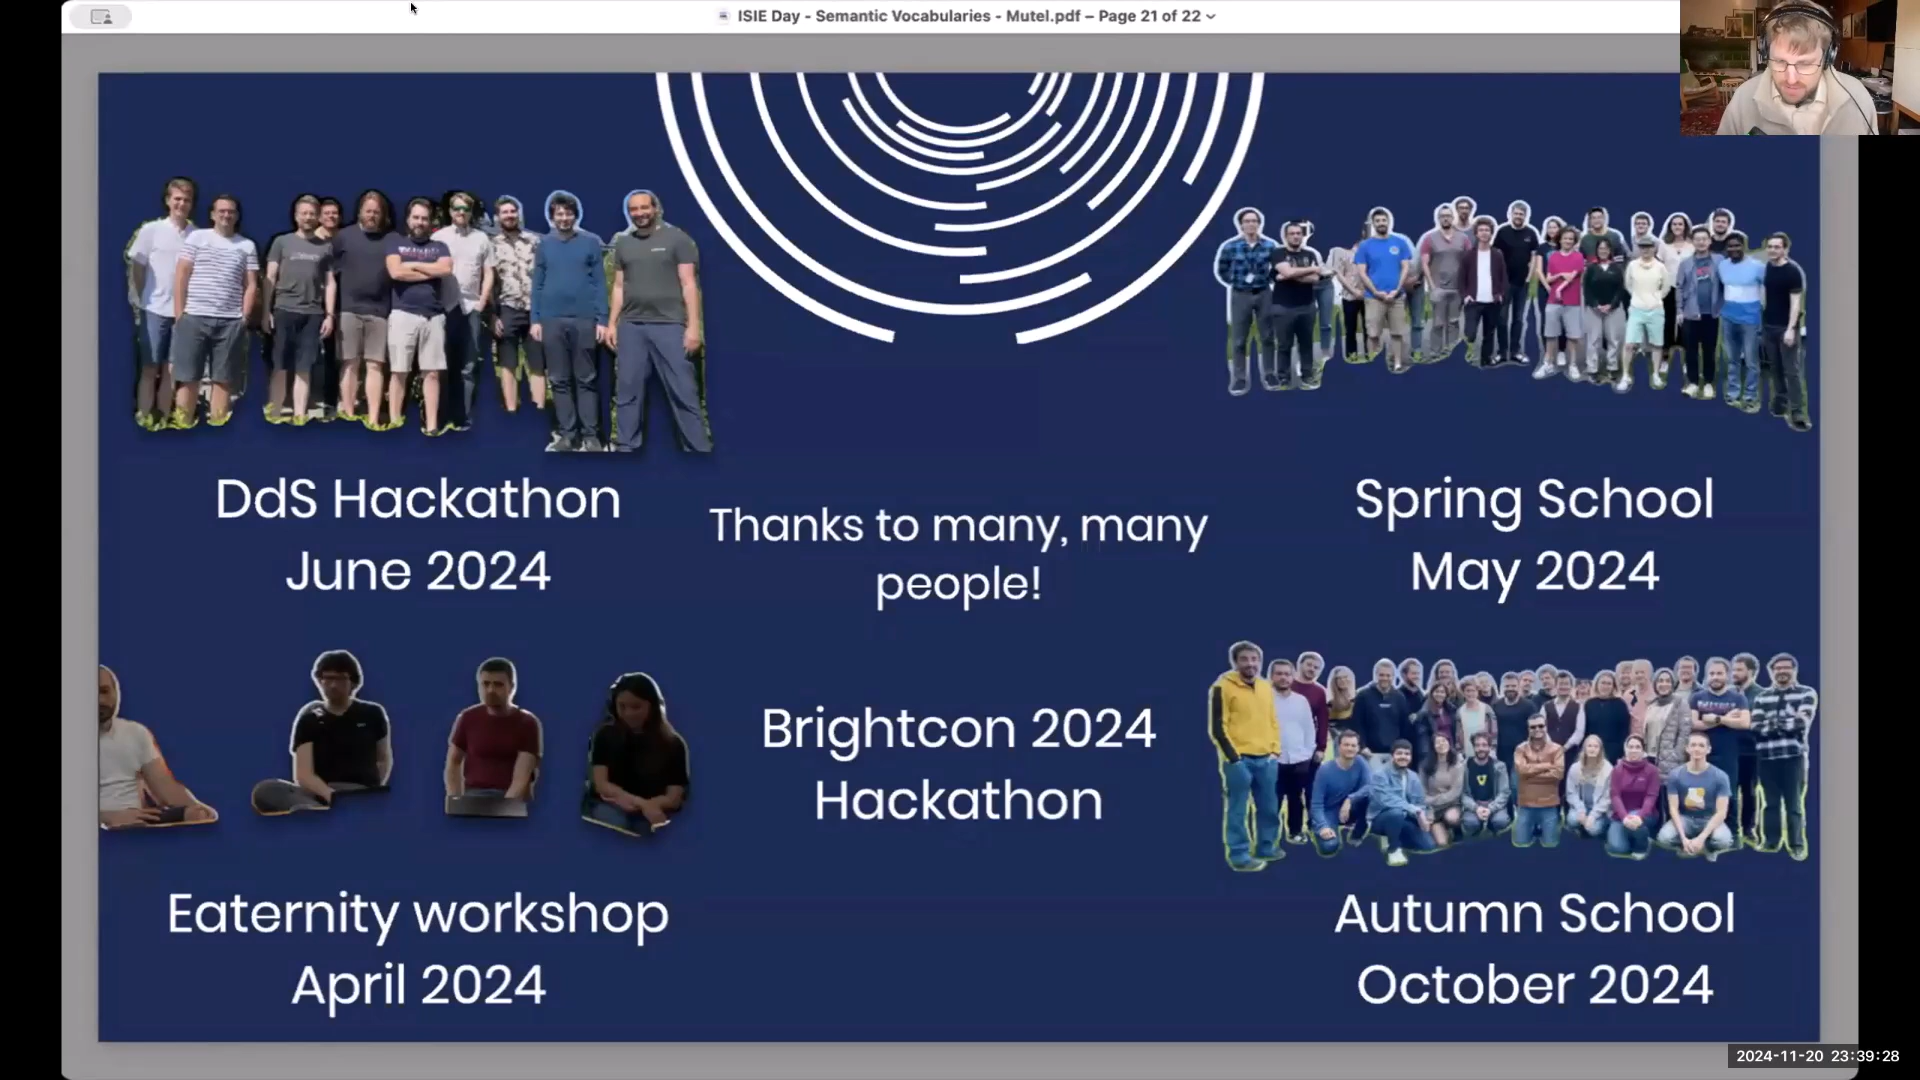 ISIE Day - Semantic Vocabularies - Mutel.pdf – Page 21 of 22
DdS Hackathon
June 2024
Thanks to many, many
people!
Spring School
May 2024
Brightcon 2024
Hackathon
Eaternity workshop
April 2024
Autumn School
October 2024
2024-11-20 23:39:28